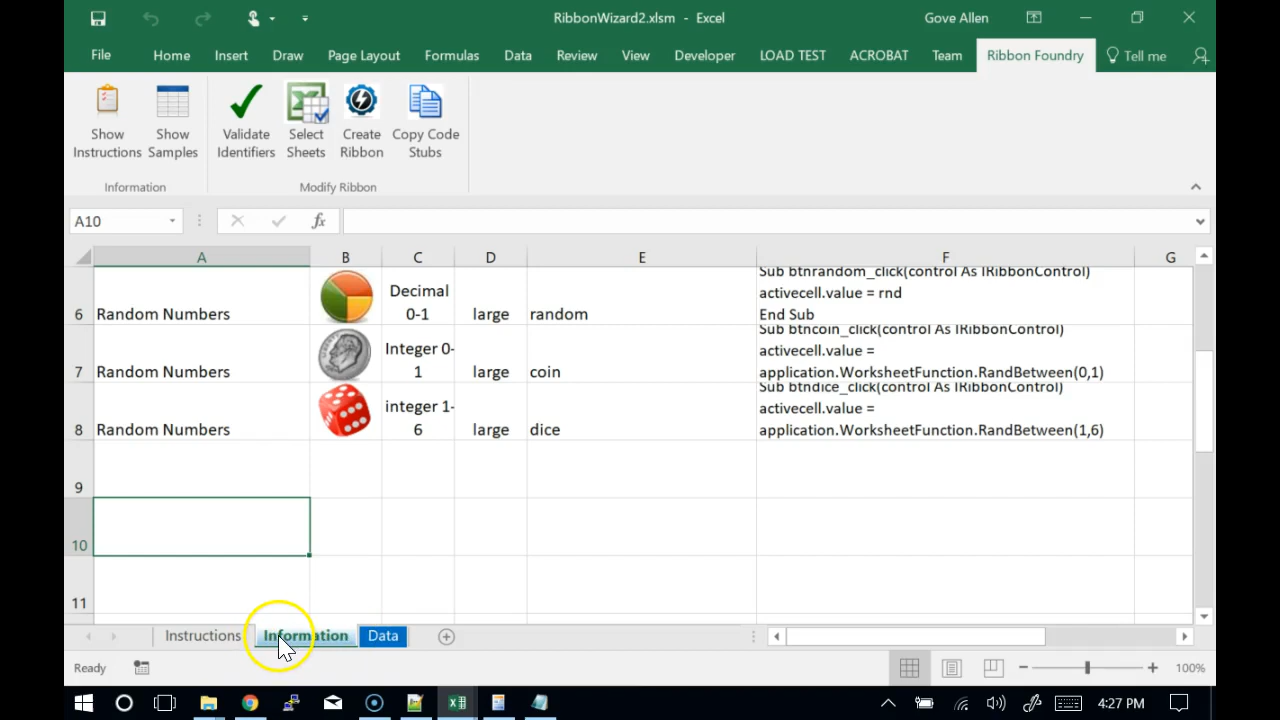 RibbonWizard2.xlsm - Excel
Gove Allen
File Home Insert Draw Page Layout Formulas Data Review View Developer LOAD TEST ACROBAT Team Ribbon Foundry Tell me
Show Instructions
Show Samples
Validate Identifiers
Select Sheets
Create Ribbon
Copy Code Stubs
Information
Modify Ribbon
A10
fx
A B C D E F G
6 Random Numbers
Decimal 0-1
large
random
Sub btnrandom_click(control As IRibbonControl)
activecell.value = rnd
End Sub
7 Random Numbers
Integer 0-
1
large
coin
Sub btncoin_click(control As IRibbonControl)
activecell.value =
application.WorksheetFunction.RandBetween(0,1)
8 Random Numbers
integer 1-
6
large
dice
Sub btndice_click(control As IRibbonControl)
activecell.value =
application.WorksheetFunction.RandBetween(1,6)
9
10
11
Instructions Information Data
Ready
100%
4:27 PM